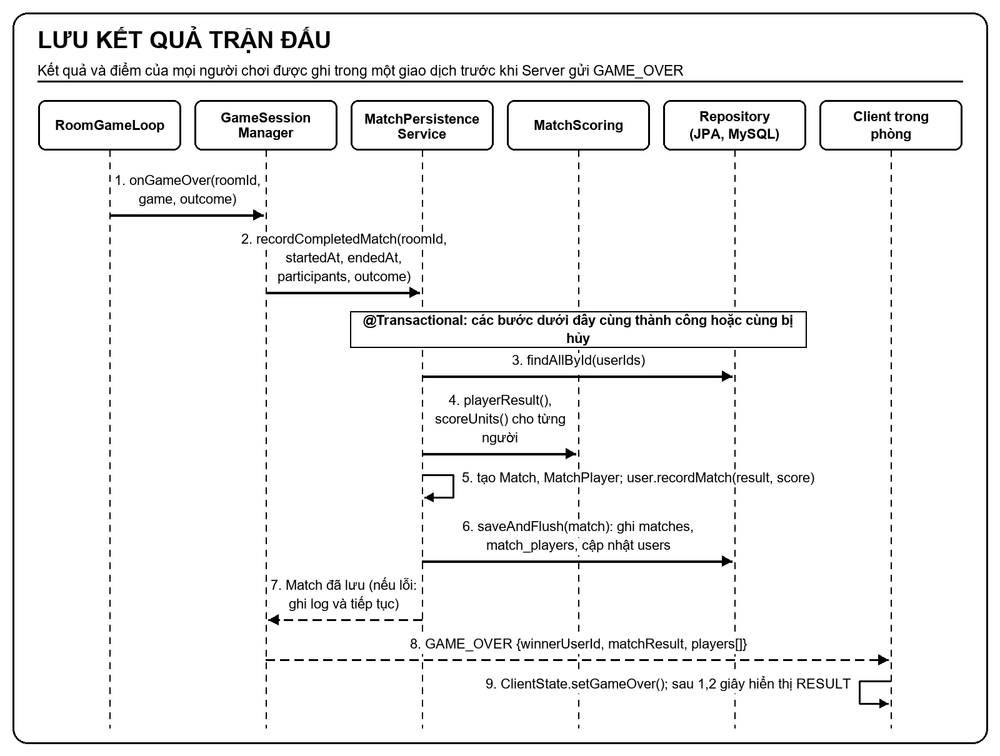 LƯU KẾT QUẢ TRẬN ĐẤU
Kết quả và điểm của mọi người chơi được ghi trong một giao dịch trước khi Server gửi GAME_OVER
RoomGameLoop
GameSession
Manager
MatchPersistence
Service
MatchScoring
Repository
(JPA, MySQL)
Client trong
phòng
1. onGameOver(roomId,
game, outcome)
2. recordCompletedMatch(roomId,
startedAt, endedAt,
participants, outcome)
@Transactional: các bước dưới đây cùng thành công hoặc cùng bị
hủy
3. findAllById(userIds)
4. playerResult(),
scoreUnits() cho từng
người
5. tạo Match, MatchPlayer; user.recordMatch(result, score)
6. saveAndFlush(match): ghi matches,
match_players, cập nhật users
7. Match đã lưu (nếu lỗi:
ghi log và tiếp tục)
8. GAME_OVER {winnerUserId, matchResult, players[]}
9. ClientState.setGameOver(); sau 1,2 giây hiển thị RESULT